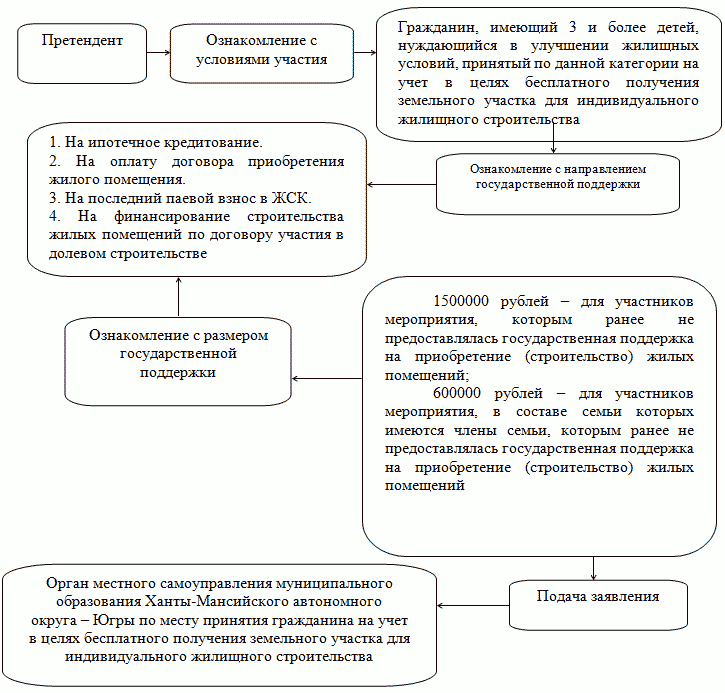 Претендент
Ознакомление с
условиями участия
Гражданин, имеющий 3 и более детей,
нуждающийся в улучшении жилищных
условий, принятый по данной категории на
учет в целях бесплатного получения
земельного участка для индивидуального
жилищного строительства
Ознакомление с направлением
государственной поддержки
1. На ипотечное кредитование.
2. На оплату договора приобретения
жилого помещения.
3. На последний паевой взнос в ЖСК.
4. На финансирование строительства
жилых помещений по договору участия в
долевом строительстве
Ознакомление с размером
государственной
поддержки
1500000 рублей – для участников
мероприятия, которым ранее не
предоставлялась государственная поддержка
на приобретение (строительство) жилых
помещений;
600000 рублей – для участников
мероприятия, в составе семьи которых
имеются члены семьи, которым ранее не
предоставлялась государственная поддержка
на приобретение (строительство) жилых
помещений
Подача заявления
Орган местного самоуправления муниципального
образования Ханты-Мансийского автономного
округа – Югры по месту принятия гражданина на учет
в целях бесплатного получения земельного участка для
индивидуального жилищного строительства